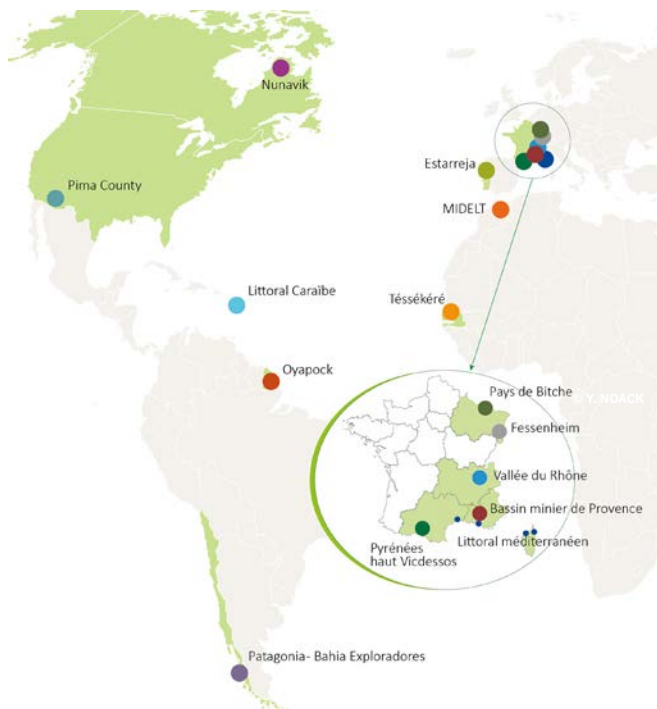 Nunavik
Pima County
Estarreja
MIDELT
Littoral Caraïbe
Téssékéré
Oyapock
Pays de Bitche
© Y. NOACK
Fessenheim
Vallée du Rhône
Bassin minier de Provence
Littoral méditerranéen
Pyrénées
haut Vicdessos
Patagonia- Bahia Exploradores